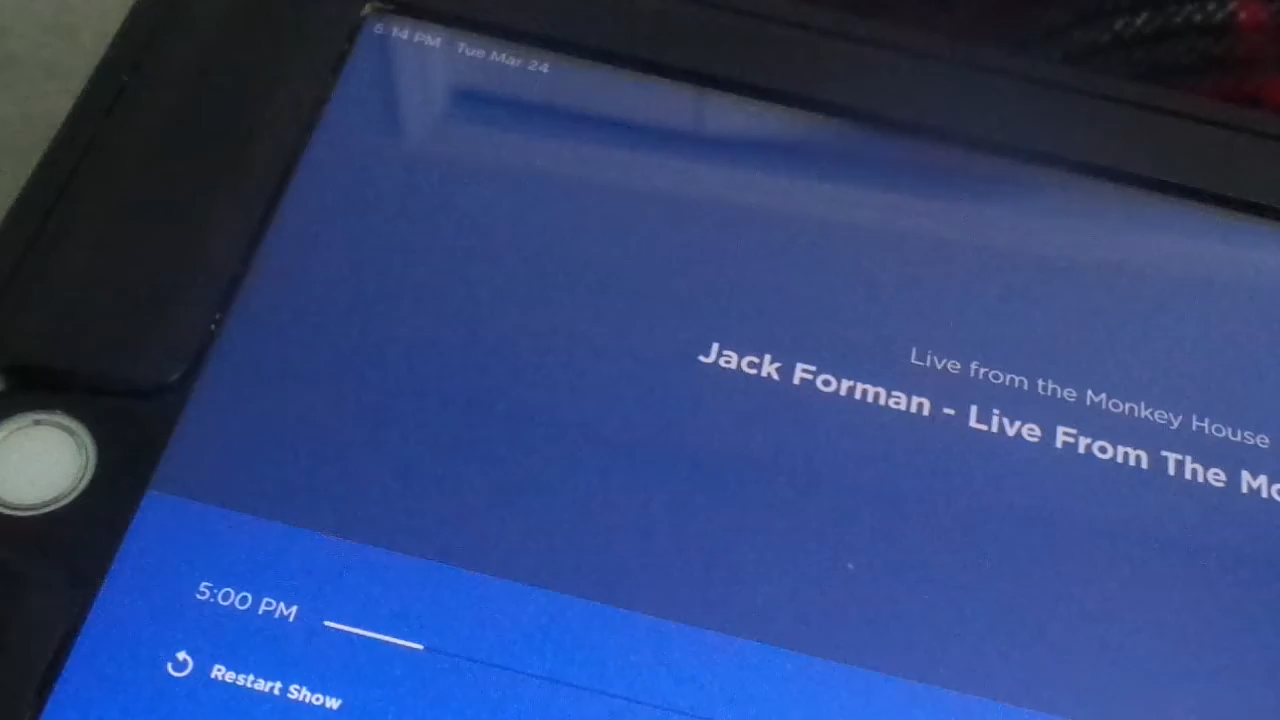 6:14 PM Tue Mar 24
Live from the Monkey House
Jack Forman - Live From The Mo
5:00 PM
Restart Show